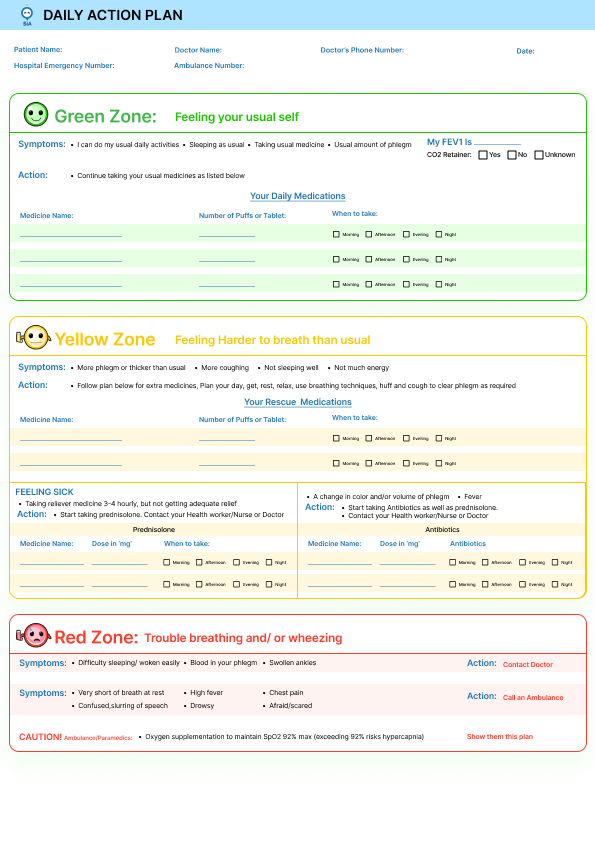 SIA
DAILY ACTION PLAN
Patient Name: Doctor Name: Doctor's Phone Number: Date:
Hospital Emergency Number: Ambulance Number:
Green Zone: Feeling your usual self
Symptoms: • I can do my usual daily activities • Sleeping as usual • Taking usual medicine • Usual amount of phlegm
My FEV1 Is
CO2 Retainer: Yes No Unknown
Action: • Continue taking your usual medicines as listed below
Your Daily Medications
Medicine Name: Number of Puffs or Tablet: When to take:
Morning Afternoon Evening Night
Morning Afternoon Evening Night
Morning Afternoon Evening Night
Yellow Zone Feeling Harder to breath than usual
Symptoms: • More phlegm or thicker than usual • More coughing • Not sleeping well • Not much energy
Action: • Follow plan below for extra medicines, Plan your day, get, rest, relax, use breathing techniques, huff and cough to clear phlegm as required
Your Rescue Medications
Medicine Name: Number of Puffs or Tablet: When to take:
Morning Afternoon Evening Night
Morning Afternoon Evening Night
FEELING SICK
• Taking reliever medicine 3-4 hourly, but not getting adequate relief
Action: • Start taking prednisolone. Contact your Health worker/Nurse or Doctor
Prednisolone
Medicine Name: Dose in 'mg' When to take:
Morning Afternoon Evening Night
Morning Afternoon Evening Night
• A change in color and/or volume of phlegm • Fever
Action: • Start taking Antibiotics as well as prednisolone.
• Contact your Health worker/Nurse or Doctor
Antibiotics
Medicine Name: Dose in 'mg' Antibiotics
Morning Afternoon Evening Night
Morning Afternoon Evening Night
Red Zone: Trouble breathing and/ or wheezing
Symptoms: • Difficulty sleeping/ woken easily • Blood in your phlegm • Swollen ankles Action: Contact Doctor
Symptoms: • Very short of breath at rest • High fever • Chest pain Action: Call an Ambulance
• Confused,slurring of speech • Drowsy • Afraid/scared
CAUTION! Ambulance/Paramedics: • Oxygen supplementation to maintain SpO2 92% max (exceeding 92% risks hypercapnia) Show them this plan